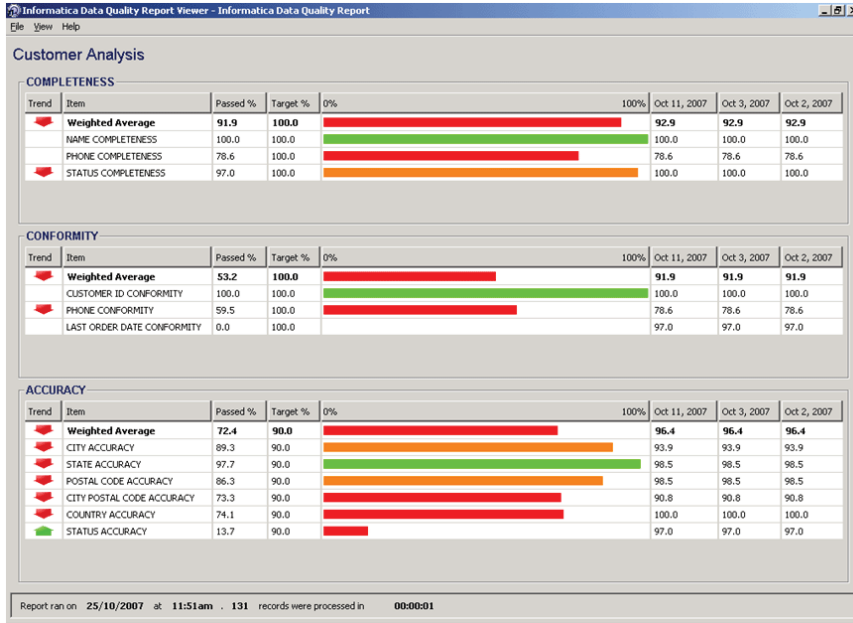 Informatica Data Quality Report Viewer - Informatica Data Quality Report
File View Help
Customer Analysis
COMPLETENESS
Trend Item Passed % Target % 0% 100% Oct 11, 2007 Oct 3, 2007 Oct 2, 2007
Weighted Average 91.9 100.0 92.9 92.9 92.9
NAME COMPLETENESS 100.0 100.0 100.0 100.0 100.0
PHONE COMPLETENESS 78.6 100.0 78.6 78.6 78.6
STATUS COMPLETENESS 97.0 100.0 100.0 100.0 100.0
CONFORMITY
Trend Item Passed % Target % 0% 100% Oct 11, 2007 Oct 3, 2007 Oct 2, 2007
Weighted Average 53.2 100.0 91.9 91.9 91.9
CUSTOMER ID CONFORMITY 100.0 100.0 100.0 100.0 100.0
PHONE CONFORMITY 59.5 100.0 78.6 78.6 78.6
LAST ORDER DATE CONFORMITY 0.0 100.0 97.0 97.0 97.0
ACCURACY
Trend Item Passed % Target % 0% 100% Oct 11, 2007 Oct 3, 2007 Oct 2, 2007
Weighted Average 72.4 90.0 96.4 96.4 96.4
CITY ACCURACY 89.3 90.0 93.9 93.9 93.9
STATE ACCURACY 97.7 90.0 98.5 98.5 98.5
POSTAL CODE ACCURACY 86.3 90.0 98.5 98.5 98.5
CITY POSTAL CODE ACCURACY 73.3 90.0 90.8 90.8 90.8
COUNTRY ACCURACY 74.1 90.0 100.0 100.0 100.0
STATUS ACCURACY 13.7 90.0 97.0 97.0 97.0
Report ran on 25/10/2007 at 11:51am . 131 records were processed in 00:00:01